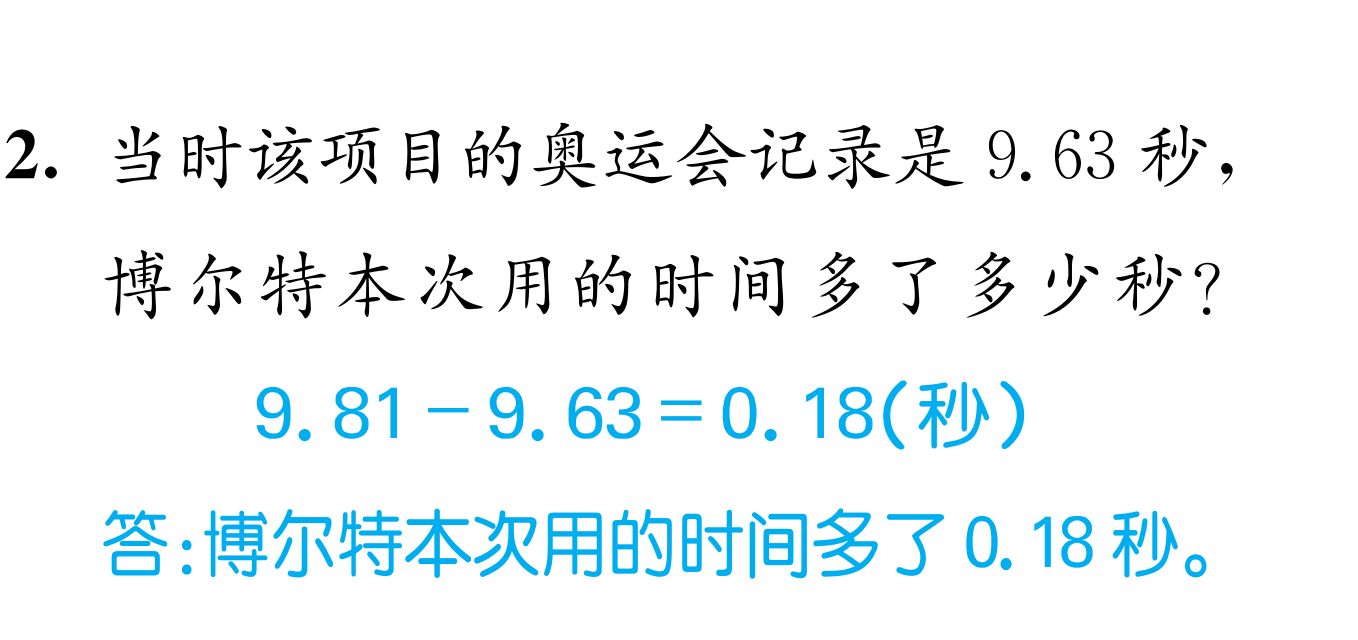 2. 当时该项目的奥运会记录是 9.63 秒，
博尔特本次用的时间多了多少秒?
9.81－9.63＝0.18(秒)
答:博尔特本次用的时间多了 0.18 秒。